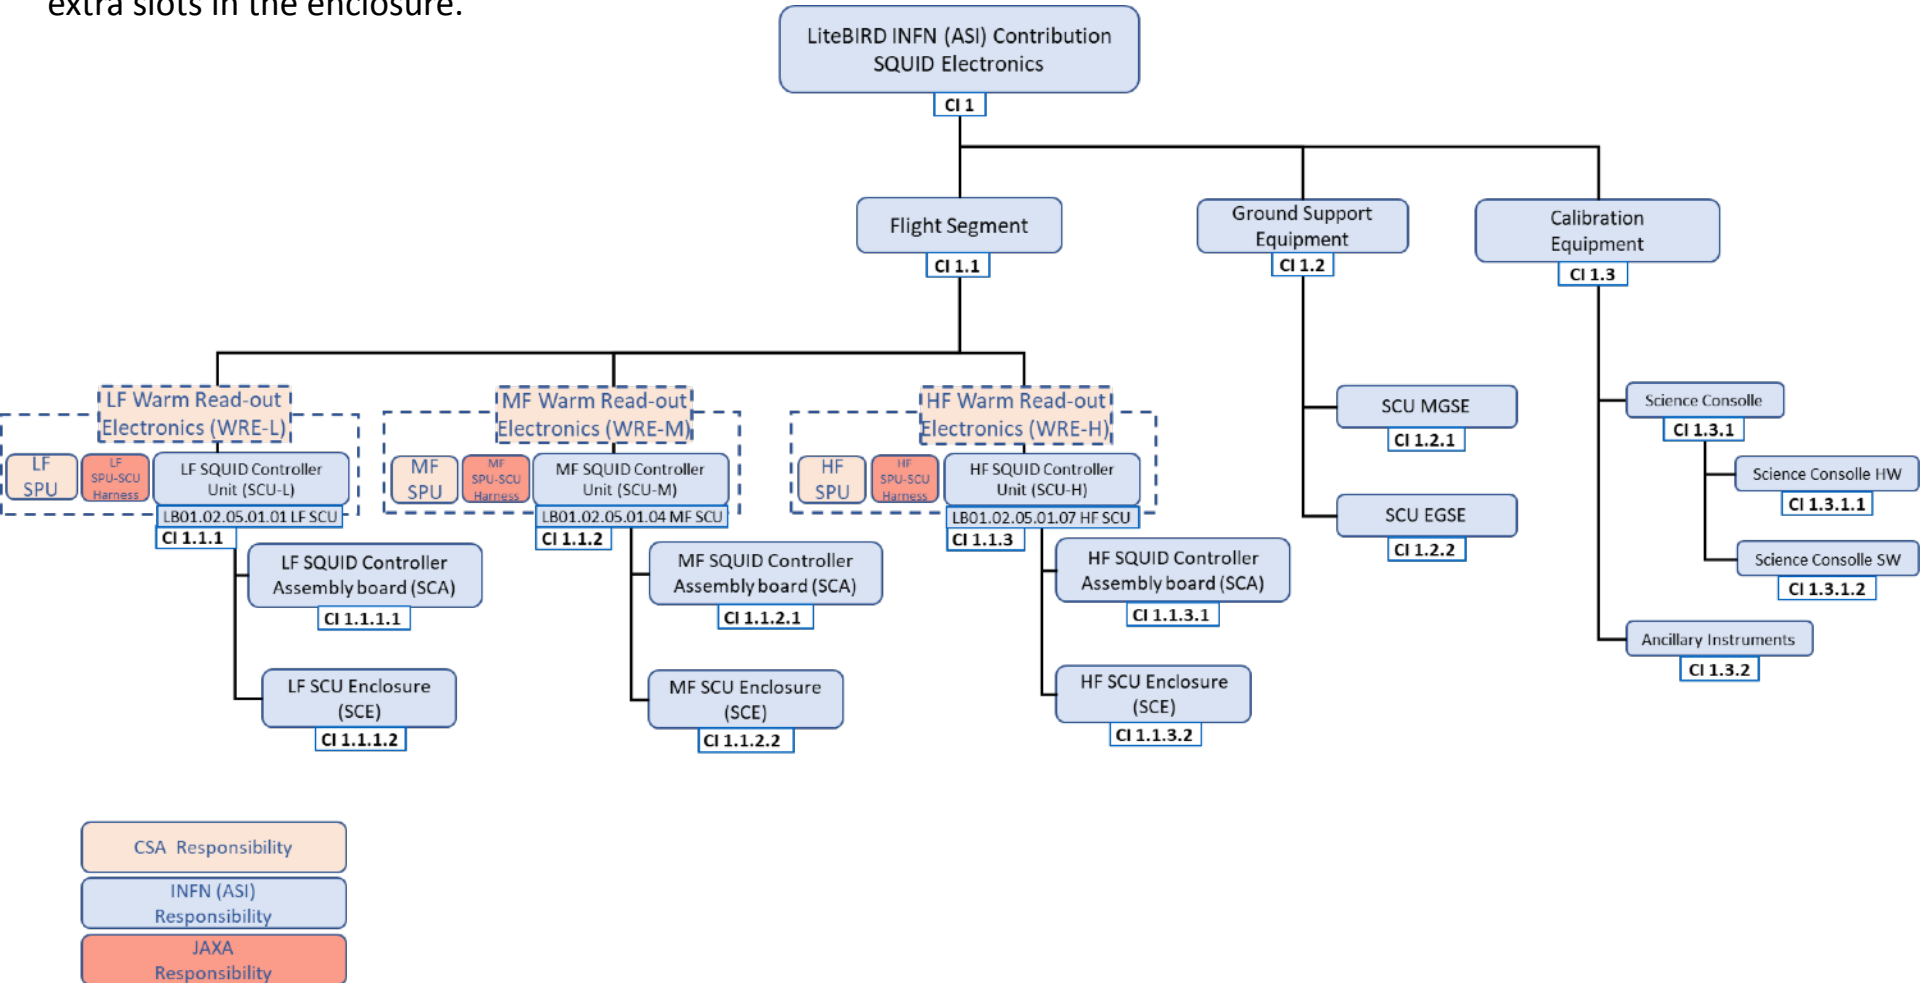 extra slots in the enclosure.
LiteBIRD INFN (ASI) Contribution
SQUID Electronics
CI 1
Flight Segment
CI 1.1
Ground Support
Equipment
CI 1.2
Calibration
Equipment
CI 1.3
LF Warm Read-out
Electronics (WRE-L)
LF
SPU
LF
SPU-SCU
Harness
LF SQUID Controller
Unit (SCU-L)
LB01.02.05.01.01 LF SCU
CI 1.1.1
LF SQUID Controller
Assembly board (SCA)
CI 1.1.1.1
LF SCU Enclosure
(SCE)
CI 1.1.1.2
MF Warm Read-out
Electronics (WRE-M)
MF
SPU
MF
SPU-SCU
Harness
MF SQUID Controller
Unit (SCU-M)
LB01.02.05.01.04 MF SCU
CI 1.1.2
MF SQUID Controller
Assembly board (SCA)
CI 1.1.2.1
MF SCU Enclosure
(SCE)
CI 1.1.2.2
HF Warm Read-out
Electronics (WRE-H)
HF
SPU
HF
SPU-SCU
Harness
HF SQUID Controller
Unit (SCU-H)
LB01.02.05.01.07 HF SCU
CI 1.1.3
HF SQUID Controller
Assembly board (SCA)
CI 1.1.3.1
HF SCU Enclosure
(SCE)
CI 1.1.3.2
SCU MGSE
CI 1.2.1
SCU EGSE
CI 1.2.2
Science Consolle
CI 1.3.1
Science Consolle HW
CI 1.3.1.1
Science Consolle SW
CI 1.3.1.2
Ancillary Instruments
CI 1.3.2
CSA Responsibility
INFN (ASI)
Responsibility
JAXA
Responsibility